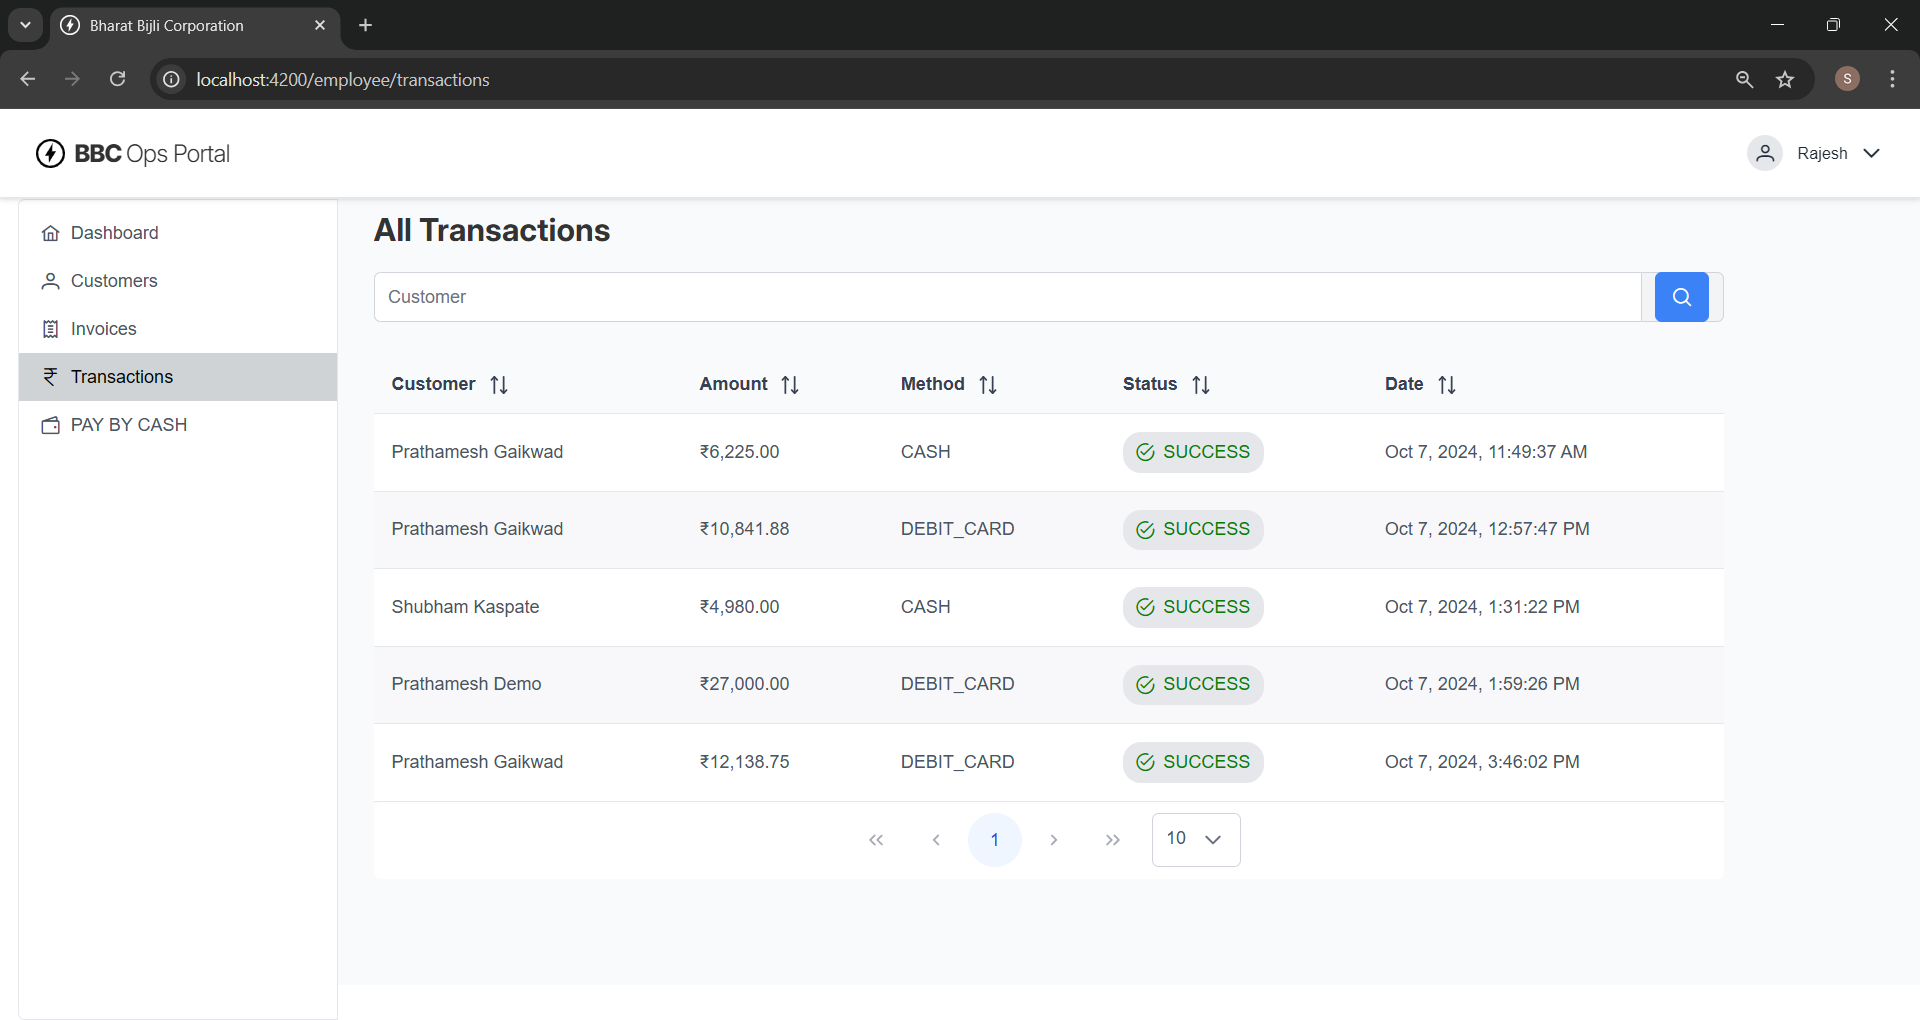 Bharat Bijli Corporation
localhost:4200/employee/transactions
S
BBC Ops Portal
Rajesh
Dashboard
Customers
Invoices
Transactions
PAY BY CASH
All Transactions
Customer
Customer Amount Method Status Date
Prathamesh Gaikwad ₹6,225.00 CASH SUCCESS Oct 7, 2024, 11:49:37 AM
Prathamesh Gaikwad ₹10,841.88 DEBIT_CARD SUCCESS Oct 7, 2024, 12:57:47 PM
Shubham Kaspate ₹4,980.00 CASH SUCCESS Oct 7, 2024, 1:31:22 PM
Prathamesh Demo ₹27,000.00 DEBIT_CARD SUCCESS Oct 7, 2024, 1:59:26 PM
Prathamesh Gaikwad ₹12,138.75 DEBIT_CARD SUCCESS Oct 7, 2024, 3:46:02 PM
1 10